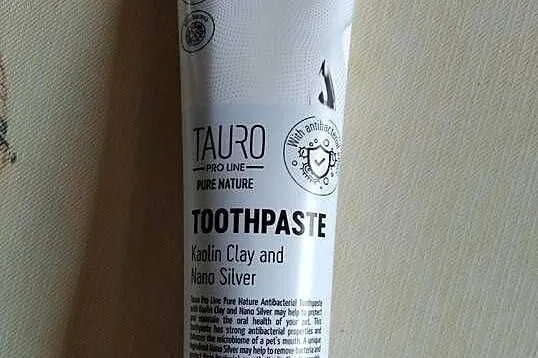 With antibacterial
TAURO
PRO LINE
PURE NATURE
TOOTHPASTE
Kaolin Clay and
Nano Silver
Tauro Pro Line Pure Nature Antibacterial Toothpaste
with Kaolin Clay and Nano Silver may help to protect
and maintain the oral health of your pet. This
toothpaste has strong antibacterial properties and
the microbiome of a pet's mouth. A unique
ingredient Nano Silver may help to remove bacteria and